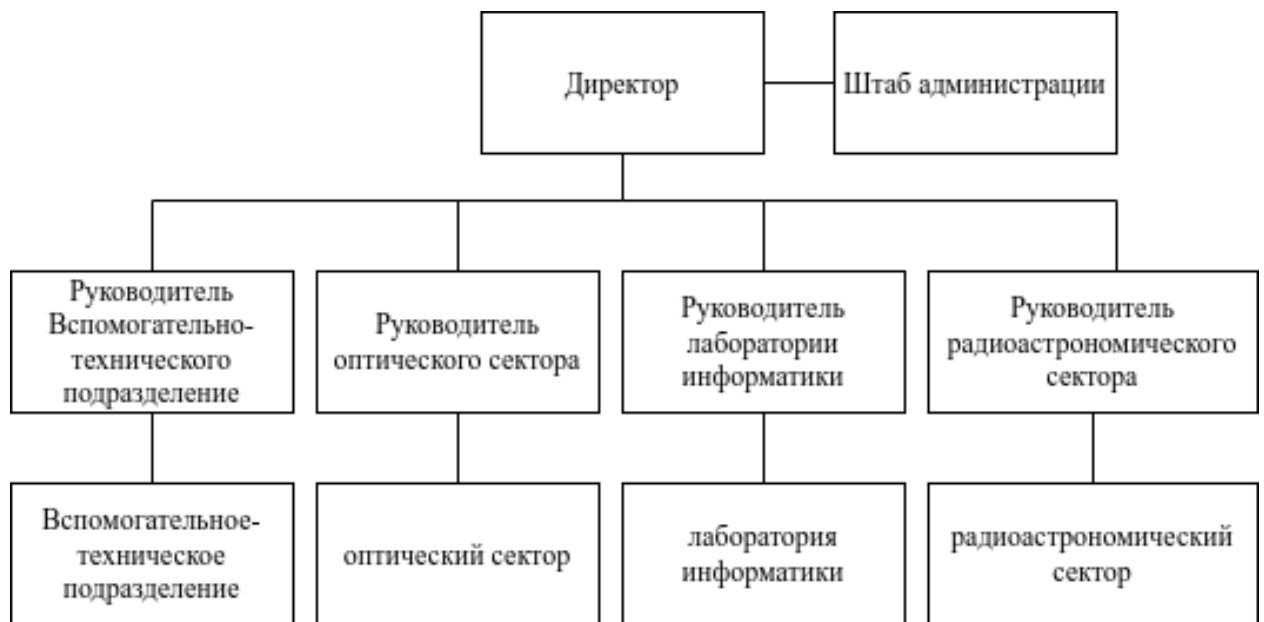 Директор
Штаб администрации
Руководитель
Вспомогательно-
технического
подразделение
Руководитель
оптического сектора
Руководитель
лаборатории
информатики
Руководитель
радиоастрономического
сектора
Вспомогательное-
техническое
подразделение
оптический сектор
лаборатория
информатики
радиоастрономический
сектор